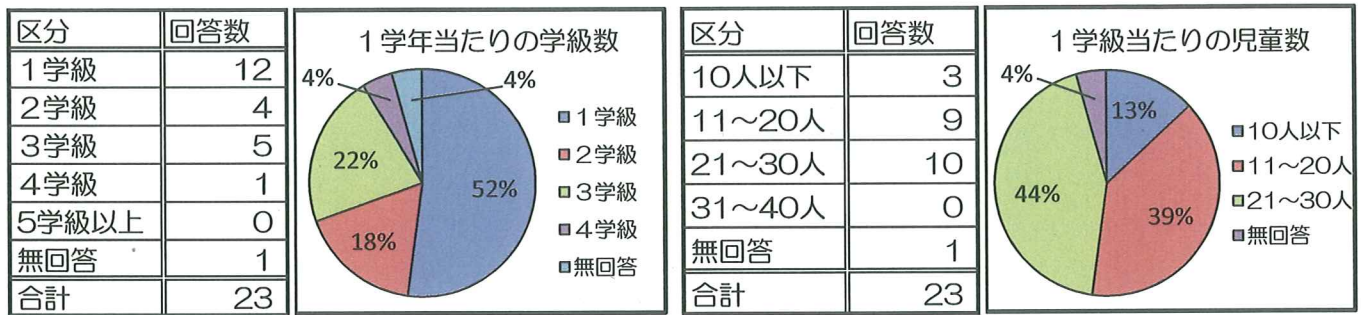 区分 回答数
1学級 12
2学級 4
3学級 5
4学級 1
5学級以上 0
無回答 1
合計 23
1学年当たりの学級数
4% 4%
22% 52%
18%
1学級
2学級
3学級
4学級
無回答
区分 回答数
10人以下 3
11～20人 9
21～30人 10
31～40人 0
無回答 1
合計 23
1学級当たりの児童数
4% 13%
44% 39%
10人以下
11～20人
21～30人
無回答